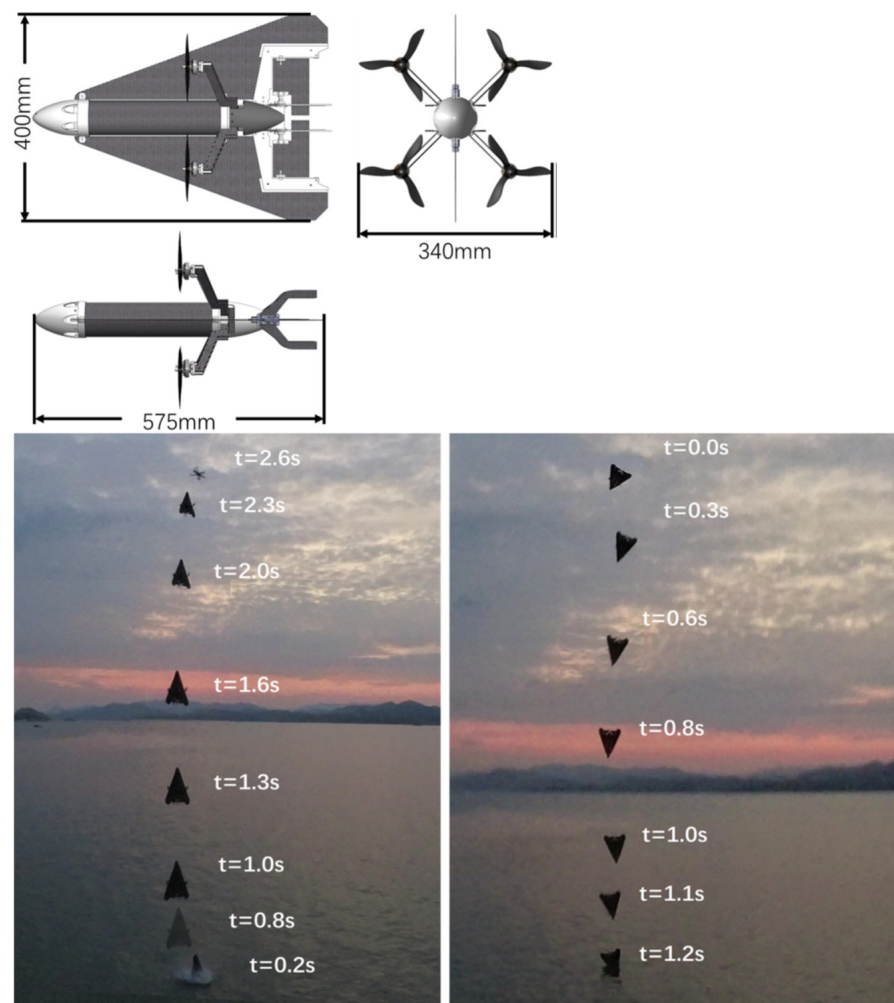 400mm
340mm
575mm
t=2.6s
t=2.3s
t=2.0s
t=1.6s
t=1.3s
t=1.0s
t=0.8s
t=0.2s
t=0.0s
t=0.3s
t=0.6s
t=0.8s
t=1.0s
t=1.1s
t=1.2s